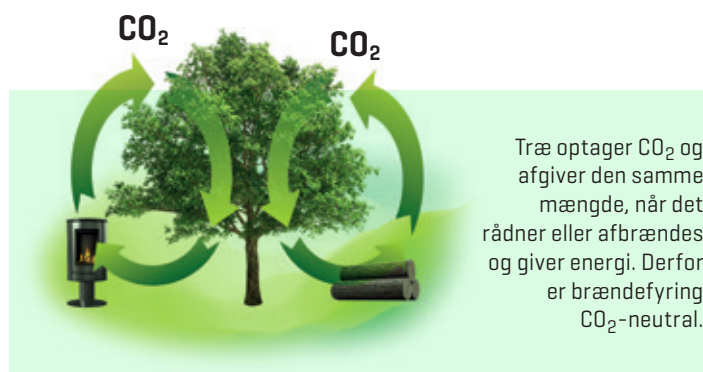 CO₂
CO₂
Træ optager CO₂ og
afgiver den samme
mængde, når det
rådner eller afbrændes
og giver energi. Derfor
er brændefyring
CO₂-neutral.